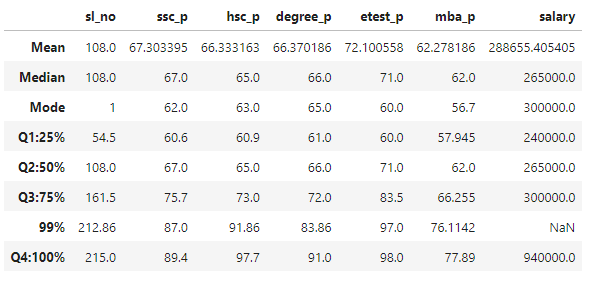 sl_no ssc_p hsc_p degree_p etest_p mba_p salary
Mean 108.0 67.303395 66.333163 66.370186 72.100558 62.278186 288655.405405
Median 108.0 67.0 65.0 66.0 71.0 62.0 265000.0
Mode 1 62.0 63.0 65.0 60.0 56.7 300000.0
Q1:25% 54.5 60.6 60.9 61.0 60.0 57.945 240000.0
Q2:50% 108.0 67.0 65.0 66.0 71.0 62.0 265000.0
Q3:75% 161.5 75.7 73.0 72.0 83.5 66.255 300000.0
99% 212.86 87.0 91.86 83.86 97.0 76.1142 NaN
Q4:100% 215.0 89.4 97.7 91.0 98.0 77.89 940000.0